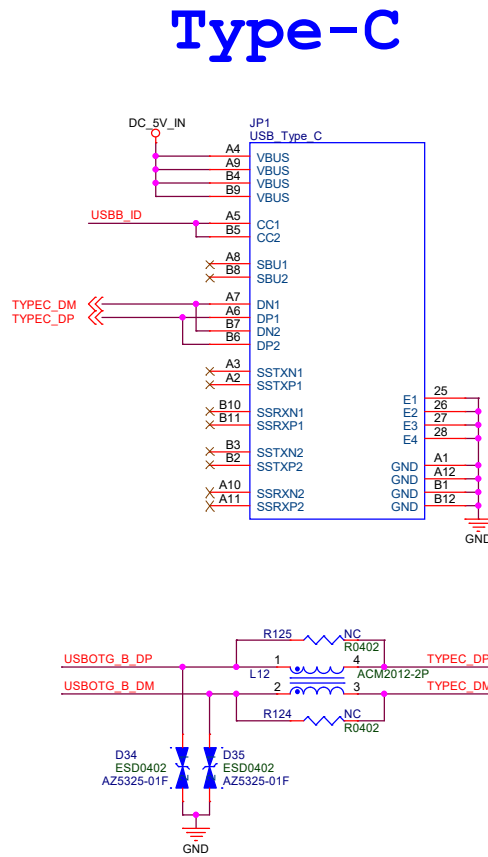 Type-C
DC_5V_IN
JP1
USB_Type_C
A4 VBUS
A9 VBUS
B4 VBUS
B9 VBUS
USBB_ID
A5 CC1
B5 CC2
A8 SBU1
B8 SBU2
TYPEC_DM A7 DN1
TYPEC_DP A6 DP1
B7 DN2
B6 DP2
A3 SSTXN1
A2 SSTXP1
B10 SSRXN1
B11 SSRXP1
B3 SSTXN2
B2 SSTXP2
A10 SSRXN2
A11 SSRXP2
E1 25
E2 26
E3 27
E4 28
GND A1
GND A12
GND B1
GND B12
GND
R125 NC
R0402
USBOTG_B_DP 1 4 TYPEC_DP
L12 ACM2012-2P
USBOTG_B_DM 2 3 TYPEC_DM
R124 NC
R0402
D34 D35
ESD0402 ESD0402
AZ5325-01F AZ5325-01F
GND